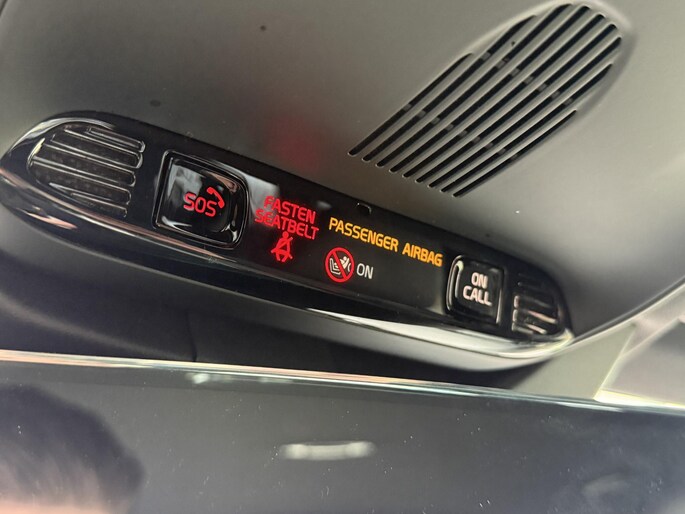 SOS
FASTEN
SEATBELT
PASSENGER AIRBAG
ON
ON
CALL